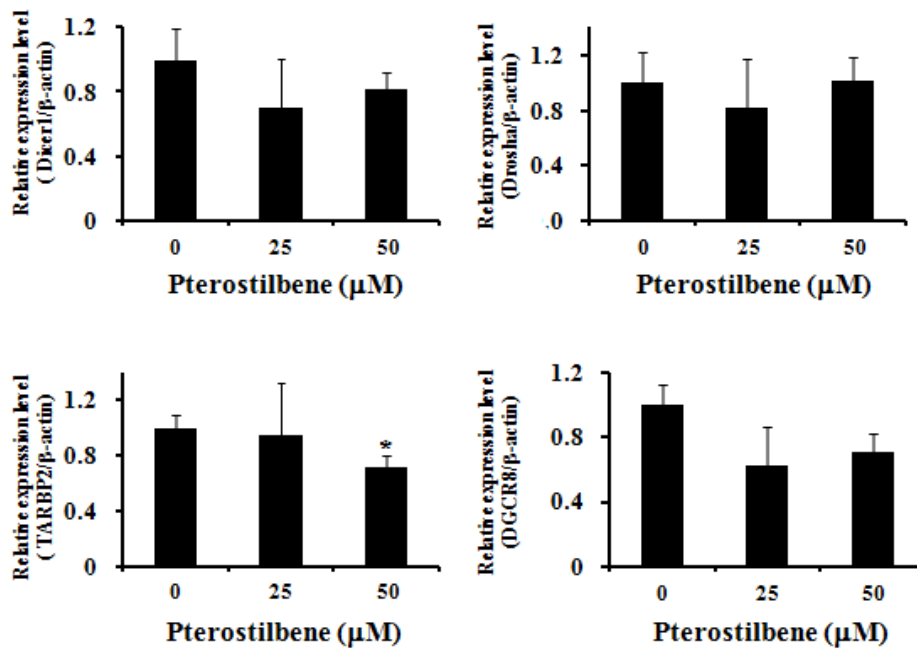 Relative expression level
( Dicer1/β-actin)
1.2
0.8
0.4
0
0 25 50
Pterostilbene (μM)
Relative expression level
(Drosha/β-actin)
1.2
0.8
0.4
.0
0 25 50
Pterostilbene (μM)
Relative expression level
( TARBP2/β-actin)
1.2
0.8
0.4
0
*
0 25 50
Pterostilbene (μM)
Relative expression level
(DGCR8/β-actin)
1.2
0.8
0.4
0
0 25 50
Pterostilbene (μM)